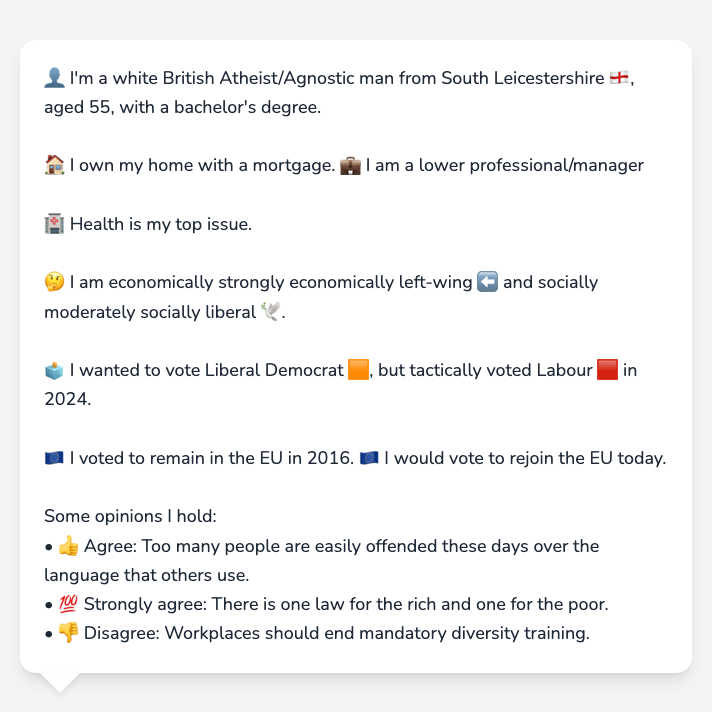 👤 I'm a white British Atheist/Agnostic man from South Leicestershire 🏴󠁧󠁢󠁥󠁮󠁧󠁿,
aged 55, with a bachelor's degree.
🏠 I own my home with a mortgage. 💼 I am a lower professional/manager
🏥 Health is my top issue.
🤔 I am economically strongly economically left-wing ⬅️ and socially
moderately socially liberal 🕊️.
🗳️ I wanted to vote Liberal Democrat 🟧, but tactically voted Labour 🟥 in
2024.
🇪🇺 I voted to remain in the EU in 2016. 🇪🇺 I would vote to rejoin the EU today.
Some opinions I hold:
• 👍 Agree: Too many people are easily offended these days over the
language that others use.
• 💯 Strongly agree: There is one law for the rich and one for the poor.
• 👎 Disagree: Workplaces should end mandatory diversity training.